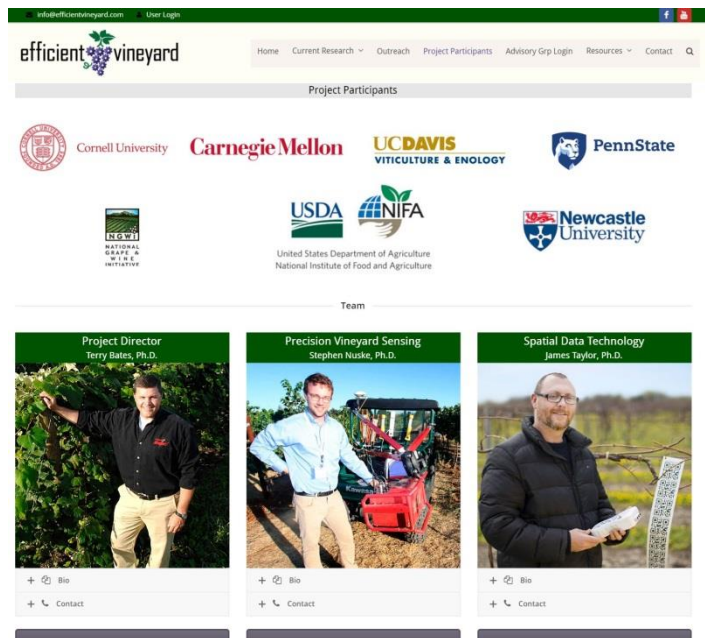 info@efficientvineyard.com User Login
efficient vineyard
Home Current Research Outreach Project Participants Advisory Grp Login Resources Contact
Project Participants
Cornell University Carnegie Mellon UCDAVIS VITICULTURE & ENOLOGY PennState
NGWI
NATIONAL
GRAPE &
WINE
INITIATIVE
USDA NIFA
United States Department of Agriculture
National Institute of Food and Agriculture
Newcastle
University
Team
Project Director
Terry Bates, Ph.D.
Precision Vineyard Sensing
Stephen Nuske, Ph.D.
Spatial Data Technology
James Taylor, Ph.D.
+ Bio
+ Contact
+ Bio
+ Contact
+ Bio
+ Contact